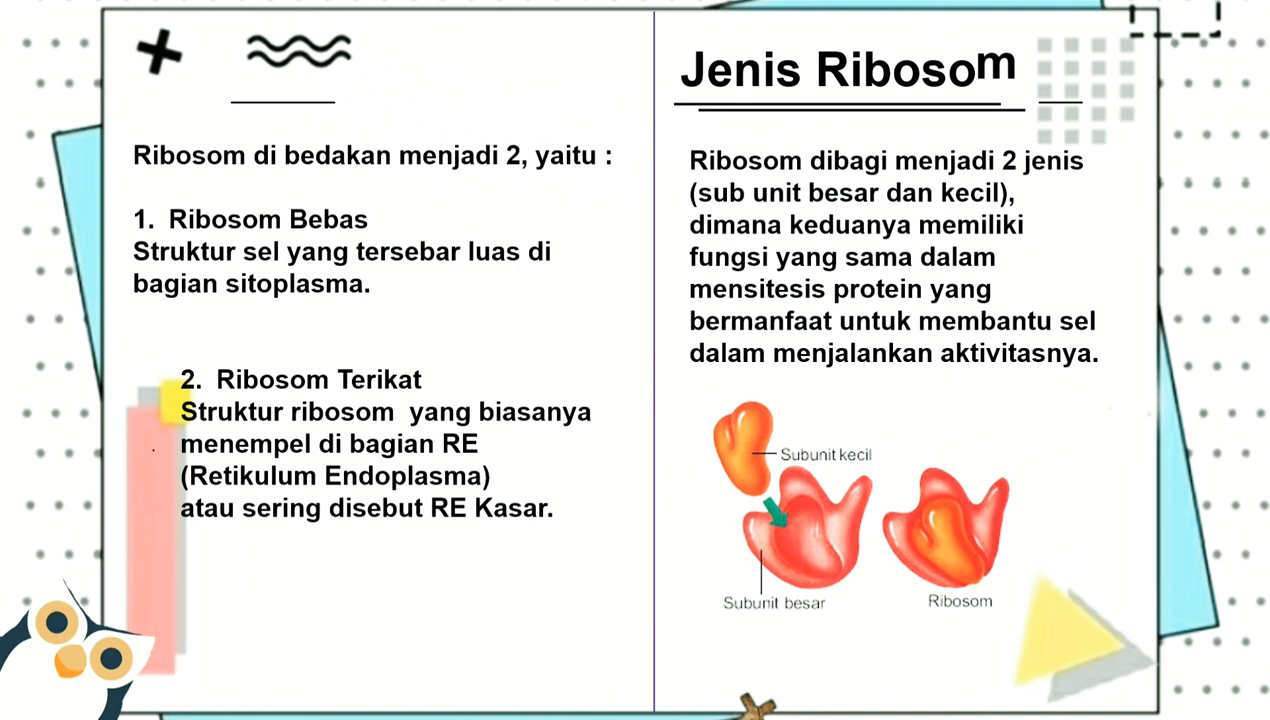 Ribosom di bedakan menjadi 2, yaitu :
1. Ribosom Bebas
Struktur sel yang tersebar luas di
bagian sitoplasma.
2. Ribosom Terikat
Struktur ribosom yang biasanya
menempel di bagian RE
(Retikulum Endoplasma)
atau sering disebut RE Kasar.
Jenis Ribosom
Ribosom dibagi menjadi 2 jenis
(sub unit besar dan kecil),
dimana keduanya memiliki
fungsi yang sama dalam
mensitesis protein yang
bermanfaat untuk membantu sel
dalam menjalankan aktivitasnya.
Subunit kecil
Subunit besar
Ribosom